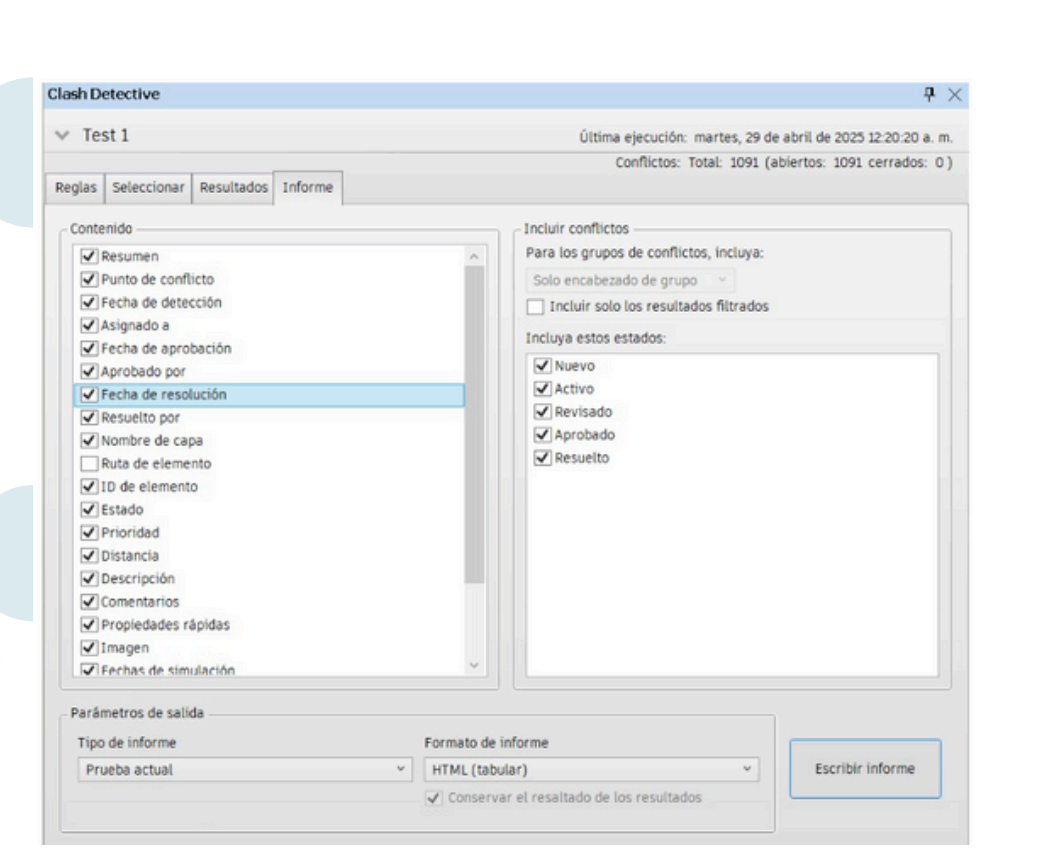 Clash Detective
Test 1
Última ejecución: martes, 29 de abril de 2025 12:20:20 a. m.
Conflictos: Total: 1091 (abiertos: 1091 cerrados: 0)
Reglas Seleccionar Resultados Informe
Contenido
Resumen
Punto de conflicto
Fecha de detección
Asignado a
Fecha de aprobación
Aprobado por
Fecha de resolución
Resuelto por
Nombre de capa
Ruta de elemento
ID de elemento
Estado
Prioridad
Distancia
Descripción
Comentarios
Propiedades rápidas
Imagen
Fechas de simulación
Incluir conflictos
Para los grupos de conflictos, incluya:
Solo encabezado de grupo
Incluir solo los resultados filtrados
Incluya estos estados:
Nuevo
Activo
Revisado
Aprobado
Resuelto
Parámetros de salida
Tipo de informe
Prueba actual
Formato de informe
HTML (tabular)
Conservar el resaltado de los resultados
Escribir informe